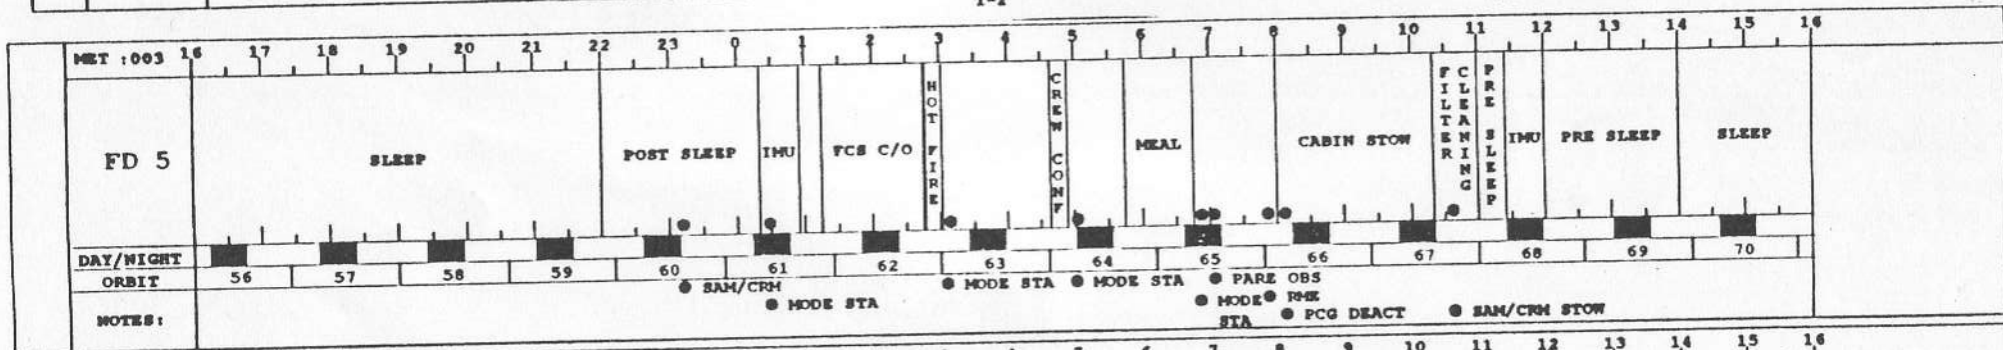 1-1
MET :003 16 17 18 19 20 21 22 23 0 1 2 3 4 5 6 7 8 9 10 11 12 13 14 15 16
FD 5 SLEEP POST SLEEP IMU FCS C/O HOT FIRE CREW CONF MEAL CABIN STOW FILTER CLEANING PRE SLEEP IMU PRE SLEEP SLEEP
DAY/NIGHT
ORBIT 56 57 58 59 60 61 62 63 64 65 66 67 68 69 70
NOTES:
SAM/CRM MODE STA MODE STA PARE OBS
MODE STA MODE STA RME
PCG DEACT SAM/CRM STOW
7 8 9 10 11 12 13 14 15 16